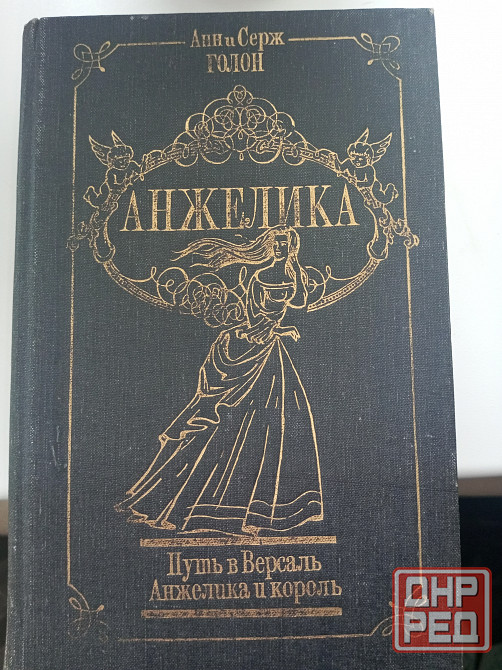 Анн и Серж
ГОЛОН
АНЖЕЛИКА
Путь в Версаль
Анжелика и король
ДНР
РЕД